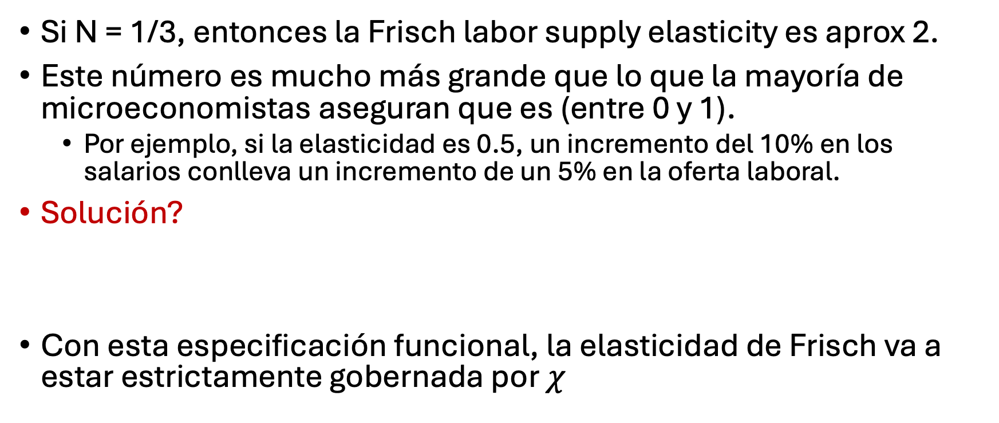 • Si N = 1/3, entonces la Frisch labor supply elasticity es aprox 2.
• Este número es mucho más grande que lo que la mayoría de
microeconomistas aseguran que es (entre 0 y 1).
• Por ejemplo, si la elasticidad es 0.5, un incremento del 10% en los
salarios conlleva un incremento de un 5% en la oferta laboral.
• Solución?
• Con esta especificación funcional, la elasticidad de Frisch va a
estar estrictamente gobernada por χ